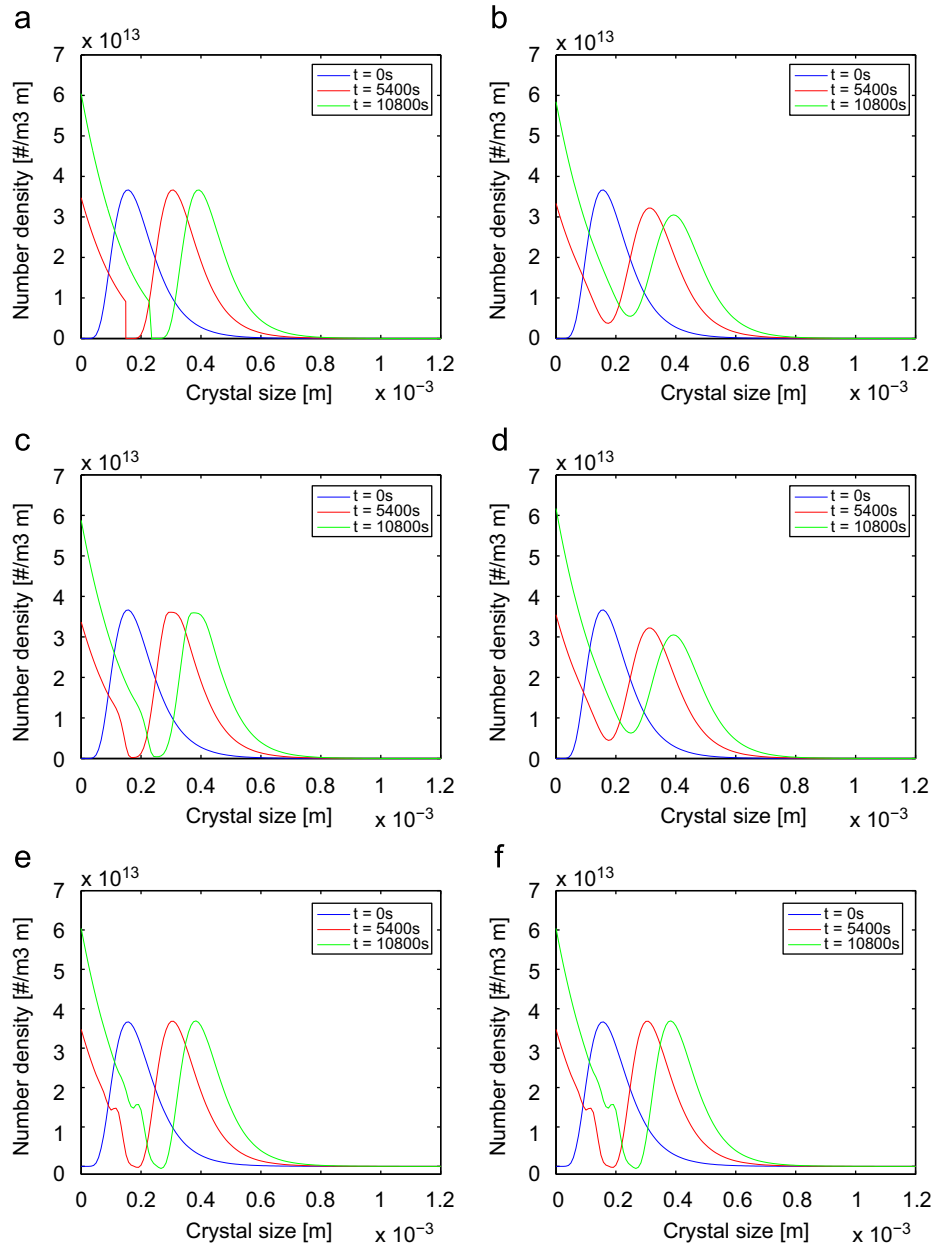 a
x 10^13
Number density [#/m3 m]
7
6
5
4
3
2
1
0
t = 0s
t = 5400s
t = 10800s
0 0.2 0.4 0.6 0.8 1 1.2
Crystal size [m]
x 10^−3
b
x 10^13
Number density [#/m3 m]
7
6
5
4
3
2
1
0
t = 0s
t = 5400s
t = 10800s
0 0.2 0.4 0.6 0.8 1 1.2
Crystal size [m]
x 10^−3
c
x 10^13
Number density [#/m3 m]
7
6
5
4
3
2
1
0
t = 0s
t = 5400s
t = 10800s
0 0.2 0.4 0.6 0.8 1 1.2
Crystal size [m]
x 10^−3
d
x 10^13
Number density [#/m3 m]
7
6
5
4
3
2
1
0
t = 0s
t = 5400s
t = 10800s
0 0.2 0.4 0.6 0.8 1 1.2
Crystal size [m]
x 10^−3
e
x 10^13
Number density [#/m3 m]
7
6
5
4
3
2
1
0
t = 0s
t = 5400s
t = 10800s
0 0.2 0.4 0.6 0.8 1 1.2
Crystal size [m]
x 10^−3
f
x 10^13
Number density [#/m3 m]
7
6
5
4
3
2
1
0
t = 0s
t = 5400s
t = 10800s
0 0.2 0.4 0.6 0.8 1 1.2
Crystal size [m]
x 10^−3